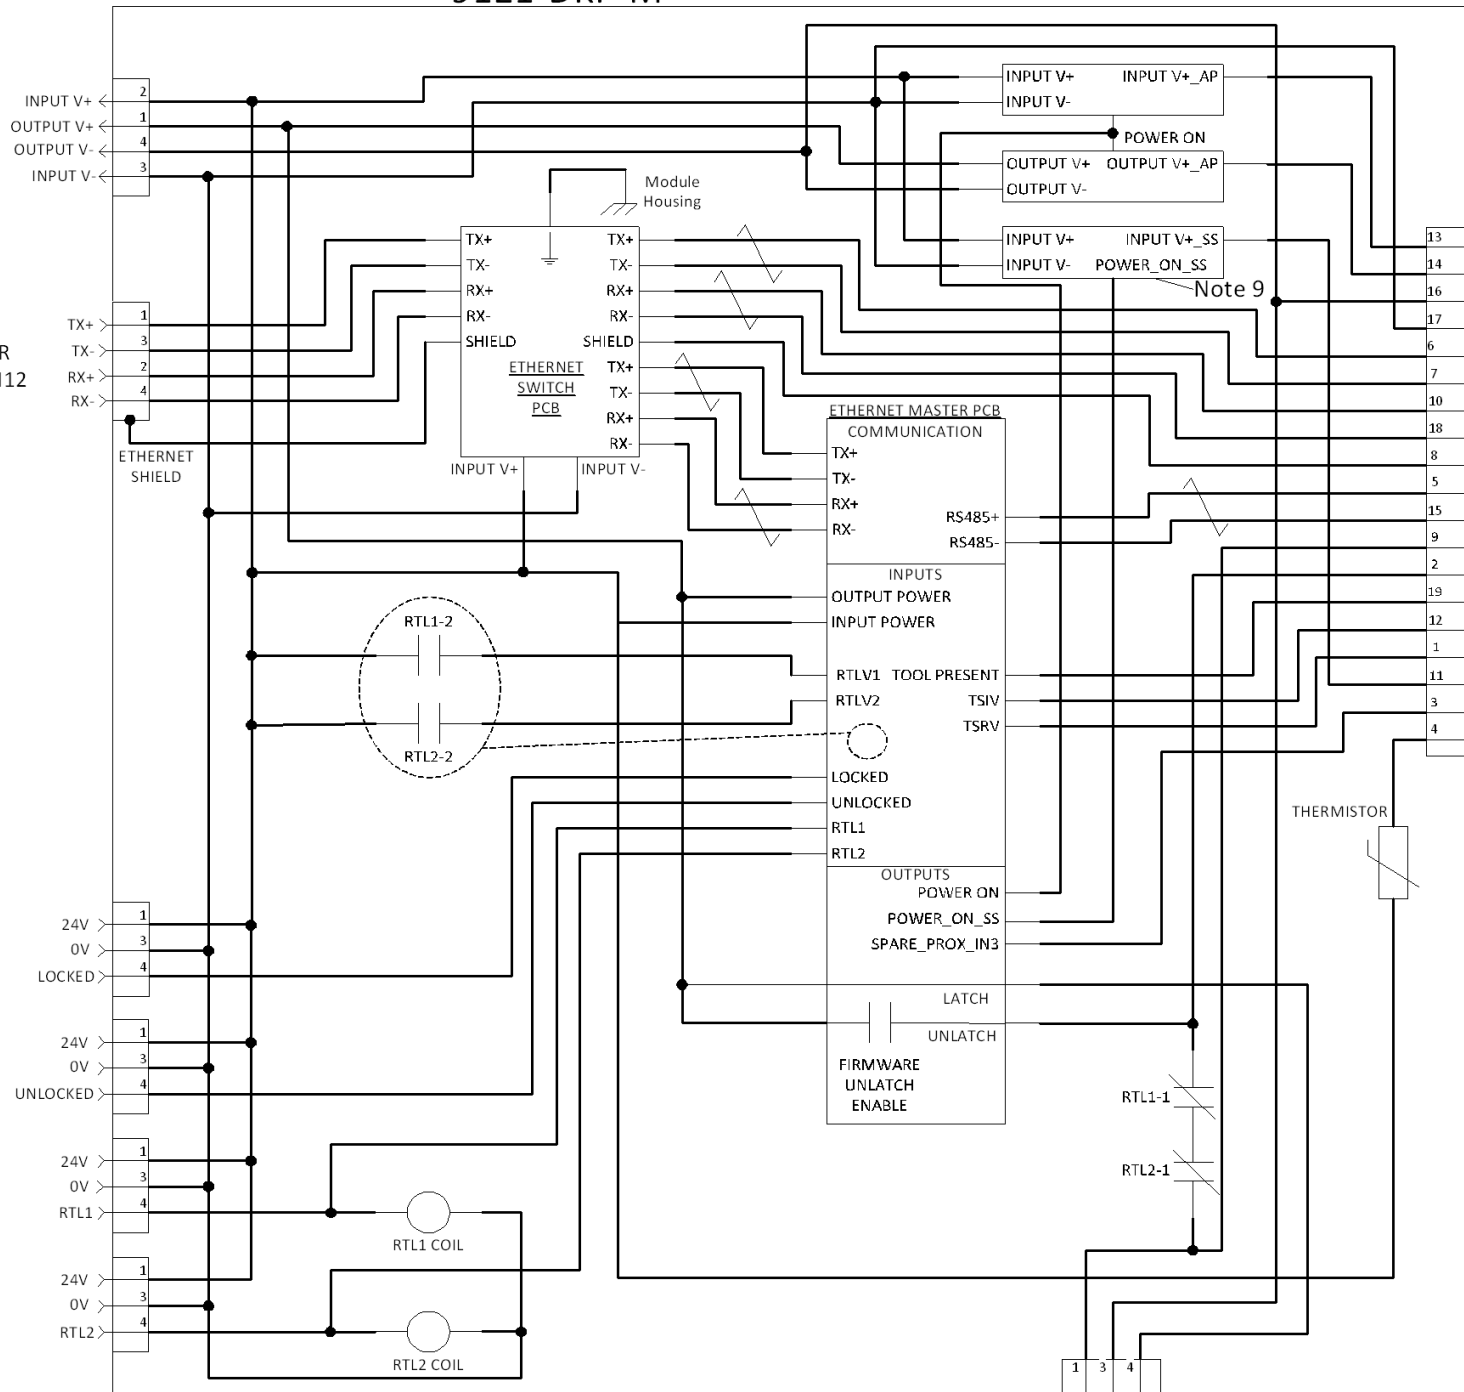 INPUT V+
OUTPUT V+
OUTPUT V-
INPUT V-
2
1
4
3
INPUT V+ INPUT V+_AP
INPUT V-
POWER ON
OUTPUT V+ OUTPUT V+_AP
OUTPUT V-
INPUT V+ INPUT V+_SS
INPUT V- POWER_ON_SS
Note 9
Module
Housing
TX+ TX+
TX- TX-
RX+ RX+
RX- RX-
SHIELD SHIELD
ETHERNET
SWITCH
PCB
TX+
TX-
RX+
RX-
INPUT V+ INPUT V-
TX+
TX-
RX+
RX-
1
3
2
4
ETHERNET
SHIELD
ETHERNET MASTER PCB
COMMUNICATION
TX+
TX-
RX+
RX-
RS485+
RS485-
INPUTS
OUTPUT POWER
INPUT POWER
RTLV1 TOOL PRESENT
RTLV2 TSIV
TSRV
LOCKED
UNLOCKED
RTL1
RTL2
OUTPUTS
POWER ON
POWER_ON_SS
SPARE_PROX_IN3
LATCH
UNLATCH
FIRMWARE
UNLATCH
ENABLE
RTL1-2
RTL2-2
13
14
16
17
6
7
10
18
8
5
15
9
2
19
12
1
11
3
4
THERMISTOR
24V 1
0V 3
LOCKED 4
24V 1
0V 3
UNLOCKED 4
24V 1
0V 3
RTL1 4
RTL1 COIL
24V 1
0V 3
RTL2 4
RTL2 COIL
RTL1-1
RTL2-1
1 3 4